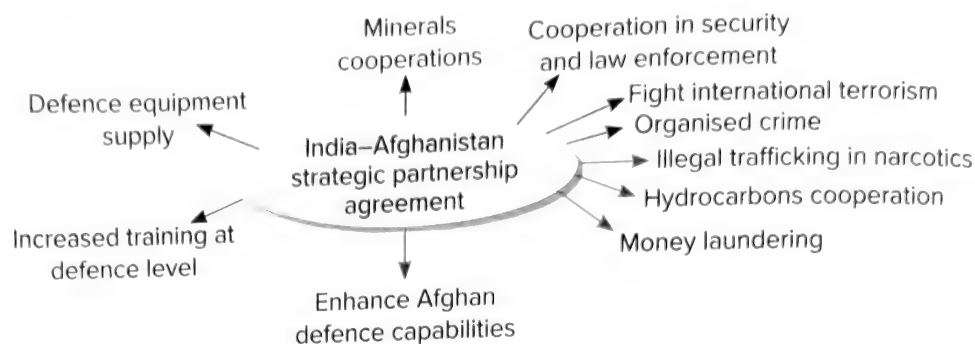 Minerals
cooperations
Cooperation in security
and law enforcement
Defence equipment
supply
Fight international terrorism
Organised crime
India–Afghanistan
strategic partnership
agreement
Illegal trafficking in narcotics
Hydrocarbons cooperation
Money laundering
Increased training at
defence level
Enhance Afghan
defence capabilities